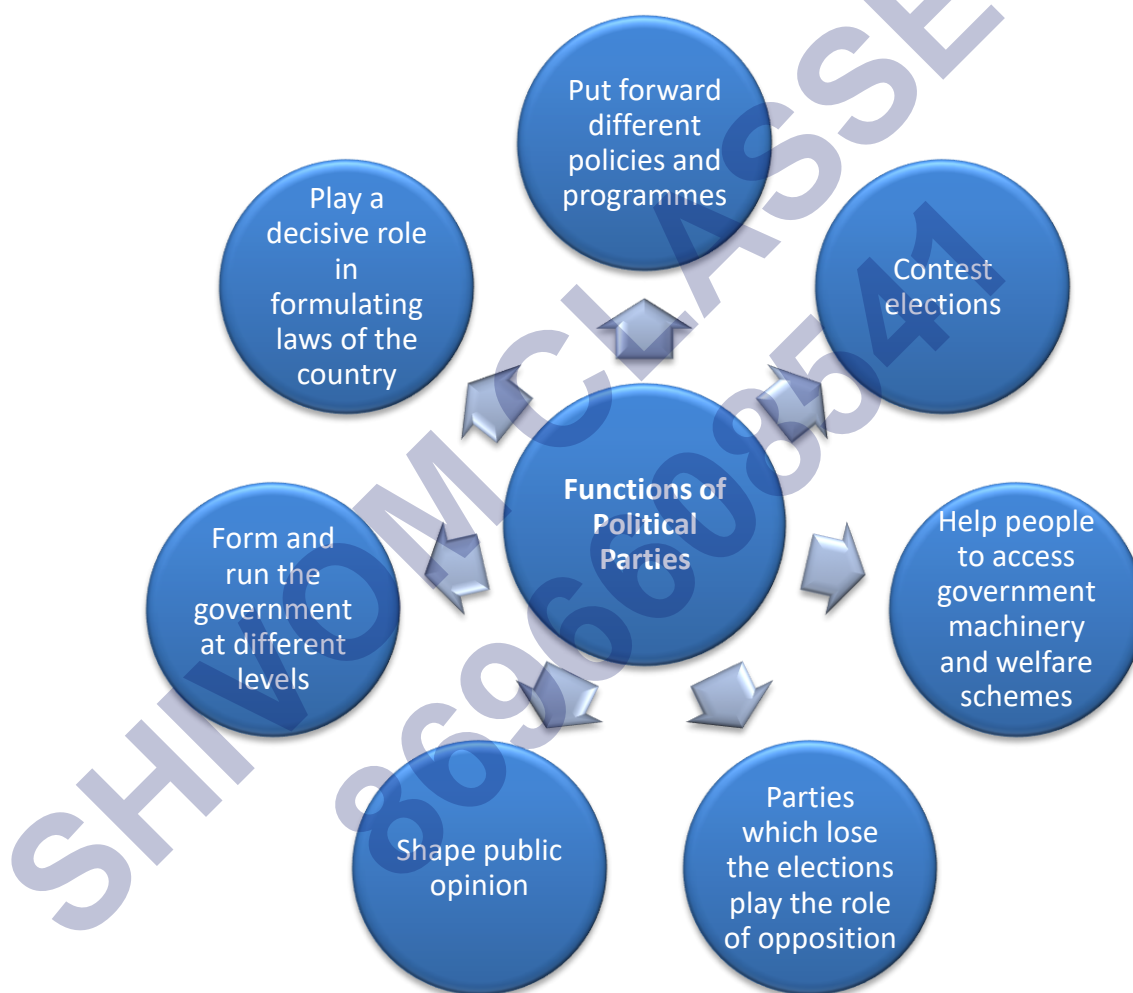 Put forward
different
policies and
programmes
Contest
elections
Help people
to access
government
machinery
and welfare
schemes
Parties
which lose
the elections
play the role
of opposition
Shape public
opinion
Form and
run the
government
at different
levels
Play a
decisive role
in
formulating
laws of the
country
Functions of
Political
Parties
SHIVOM CLASSE
8696608541